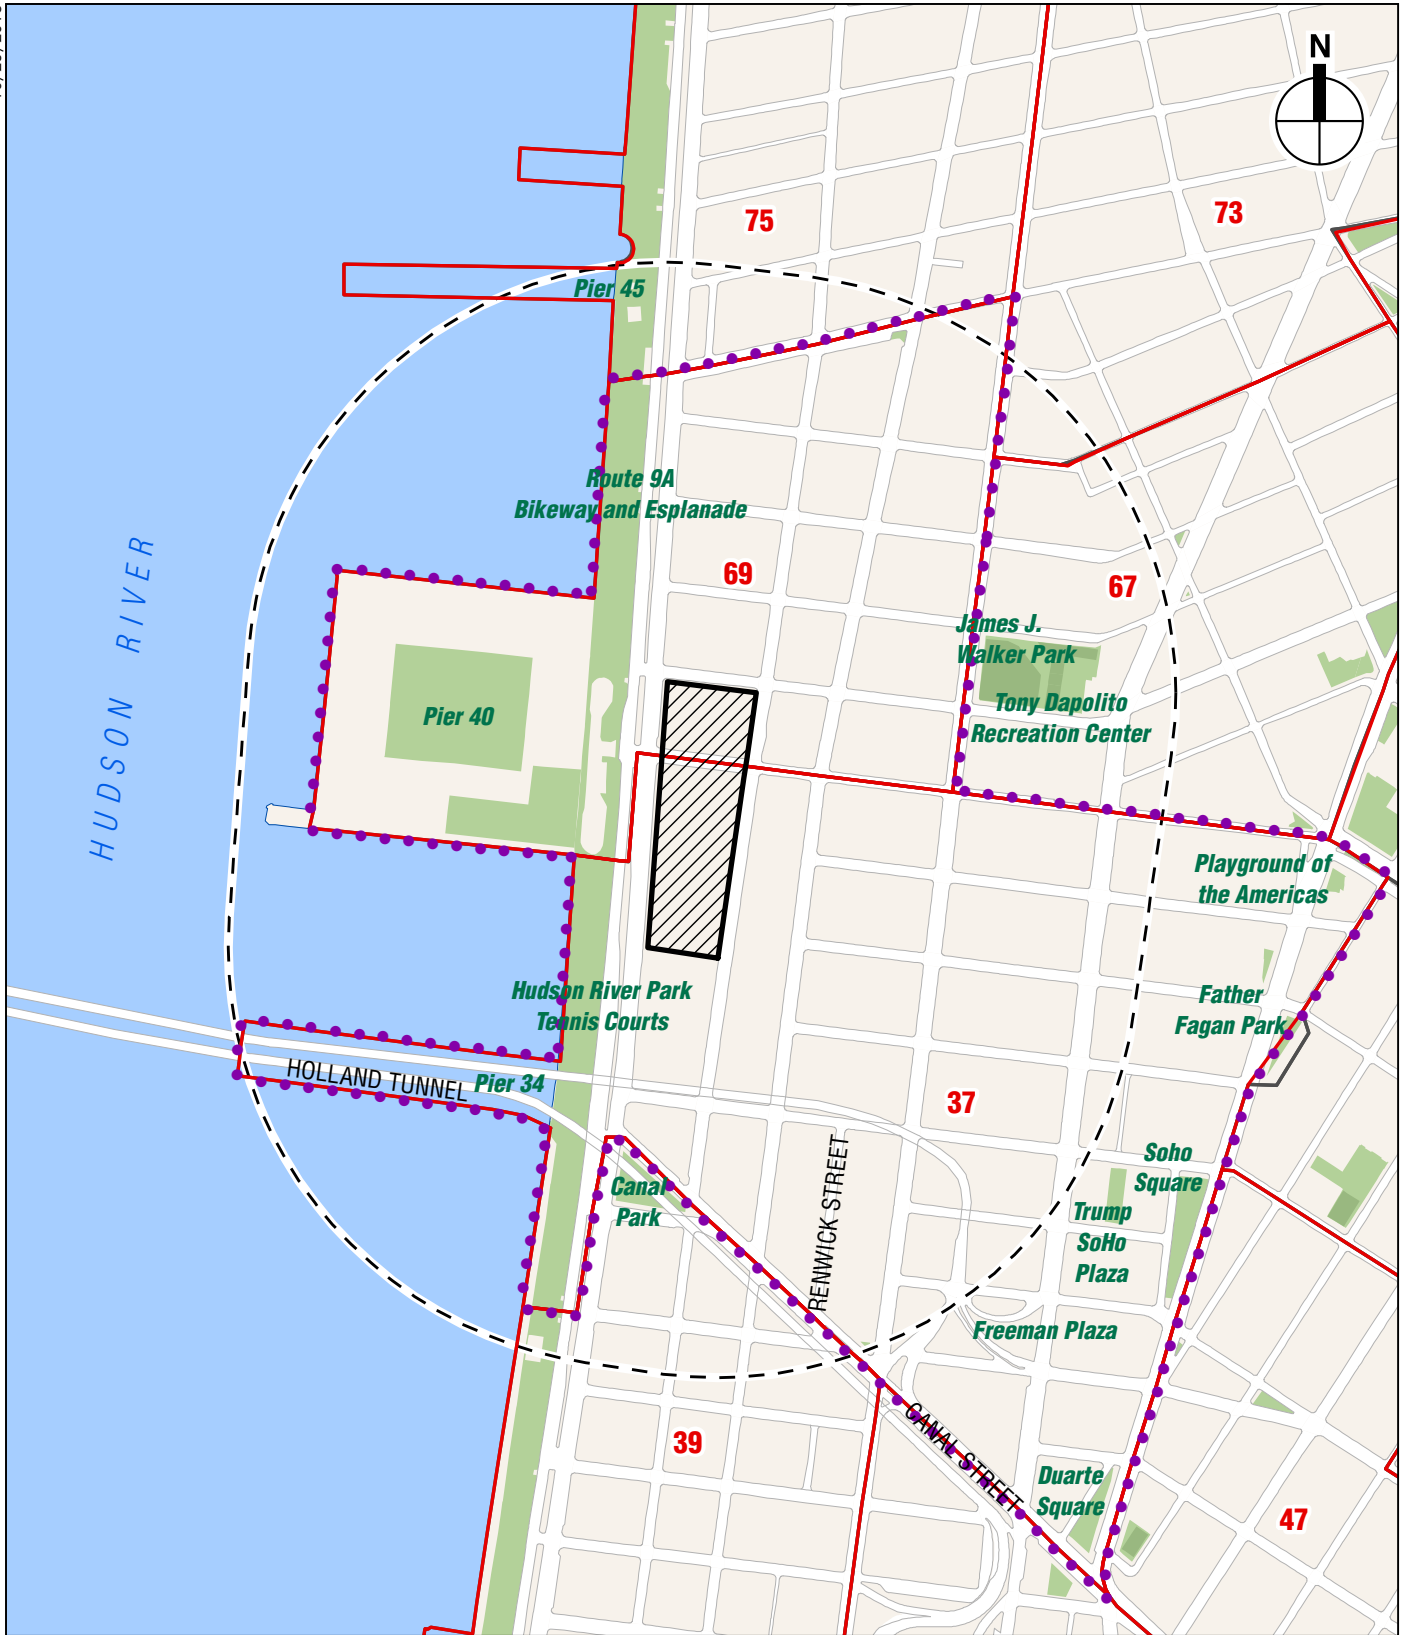 N
75
73
Pier 45
Route 9A
Bikeway and Esplanade
HUDSON RIVER
69
67
James J.
Walker Park
Pier 40
Tony Dapolito
Recreation Center
Playground of
the Americas
Hudson River Park
Tennis Courts
Father
Fagan Park
HOLLAND TUNNEL
Pier 34
37
RENWICK STREET
Soho
Square
Canal
Park
Trump
SoHo
Plaza
Freeman Plaza
CANAL STREET
39
Duarte
Square
47